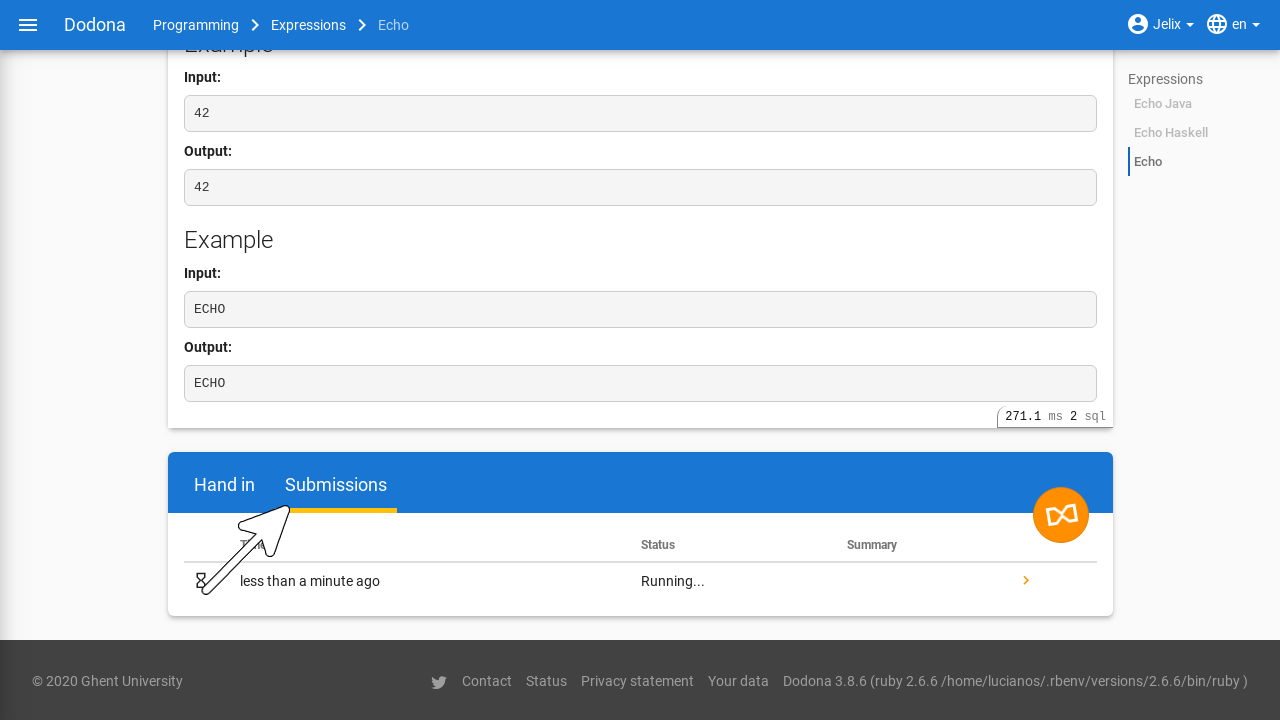 Dodona Programming Expressions Echo Jelix en
Example
Input:
42
Output:
42
Example
Input:
ECHO
Output:
ECHO
271.1 ms 2 sql
Expressions
Echo Java
Echo Haskell
Echo
Hand in Submissions
Status Summary
less than a minute ago Running...
© 2020 Ghent University Contact Status Privacy statement Your data Dodona 3.8.6 (ruby 2.6.6 /home/lucianos/.rbenv/versions/2.6.6/bin/ruby )